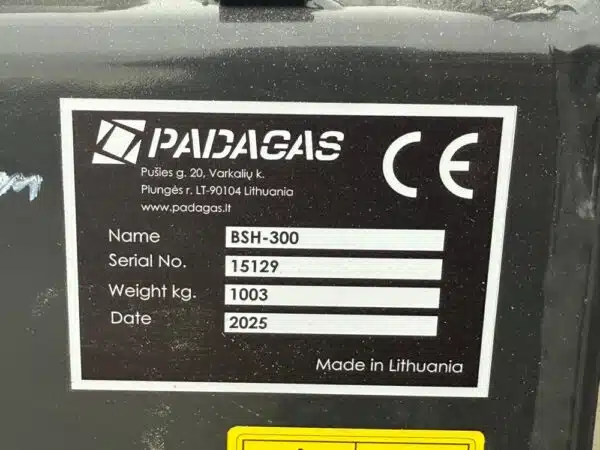 PADAGAS
CE
Pušies g. 20, Varkalių k.
Plungės r. LT-90104 Lithuania
www.padagas.lt
Name BSH-300
Serial No. 15129
Weight kg. 1003
Date 2025
Made in Lithuania